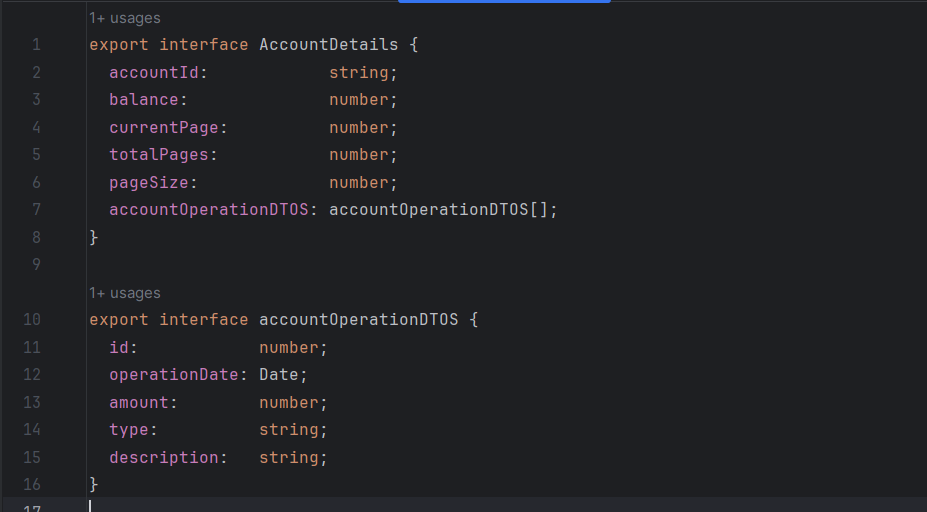 1+ usages
1 export interface AccountDetails {
2 accountId: string;
3 balance: number;
4 currentPage: number;
5 totalPages: number;
6 pageSize: number;
7 accountOperationDTOS: accountOperationDTOS[];
8 }
9
1+ usages
10 export interface accountOperationDTOS {
11 id: number;
12 operationDate: Date;
13 amount: number;
14 type: string;
15 description: string;
16 }
17